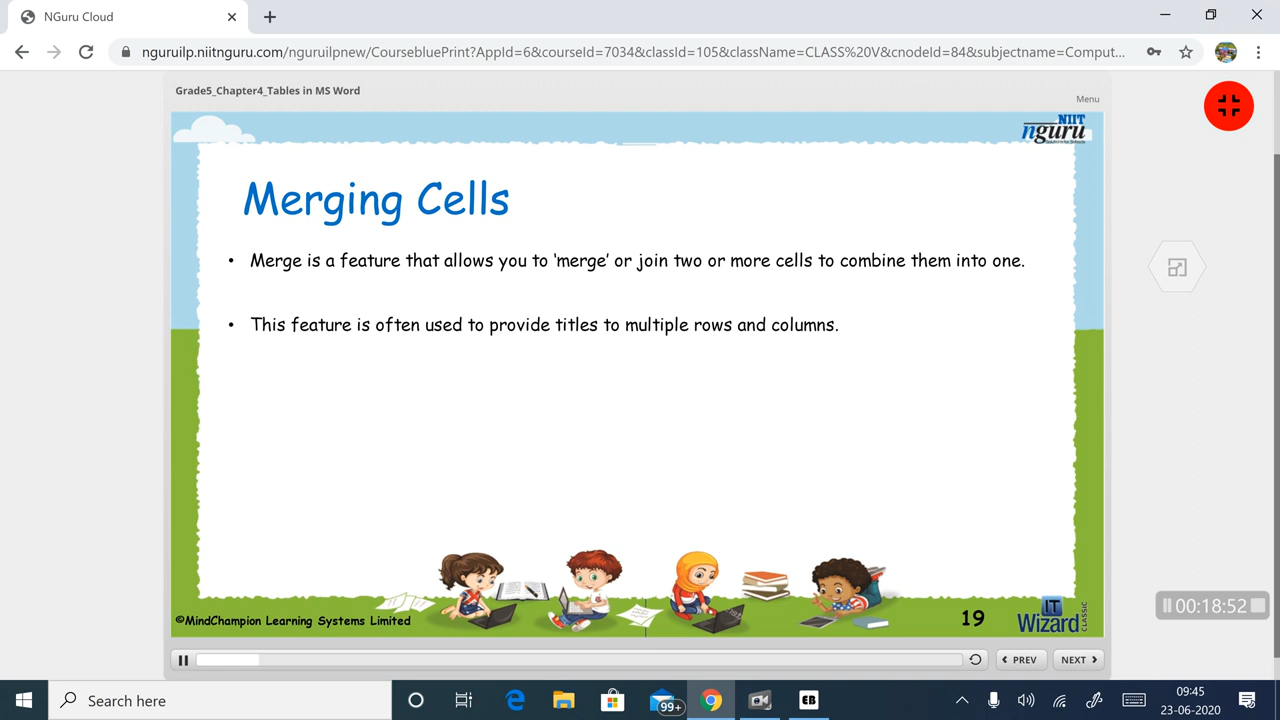 NGuru Cloud
nguruilp.niitnguru.com/nguruilpnew/CoursebluePrint?AppId=6&courseId=7034&classId=105&className=CLASS%20V&cnodeId=84&subjectname=Comput...
Grade5_Chapter4_Tables in MS Word
Menu
NIIT
nguru
Solutions for Schools
Merging Cells
• Merge is a feature that allows you to ‘merge’ or join two or more cells to combine them into one.
• This feature is often used to provide titles to multiple rows and columns.
©MindChampion Learning Systems Limited
19
IT
Wizard
CLASSIC
00:18:52
PREV
NEXT
Search here
99+
EB
09:45
23-06-2020